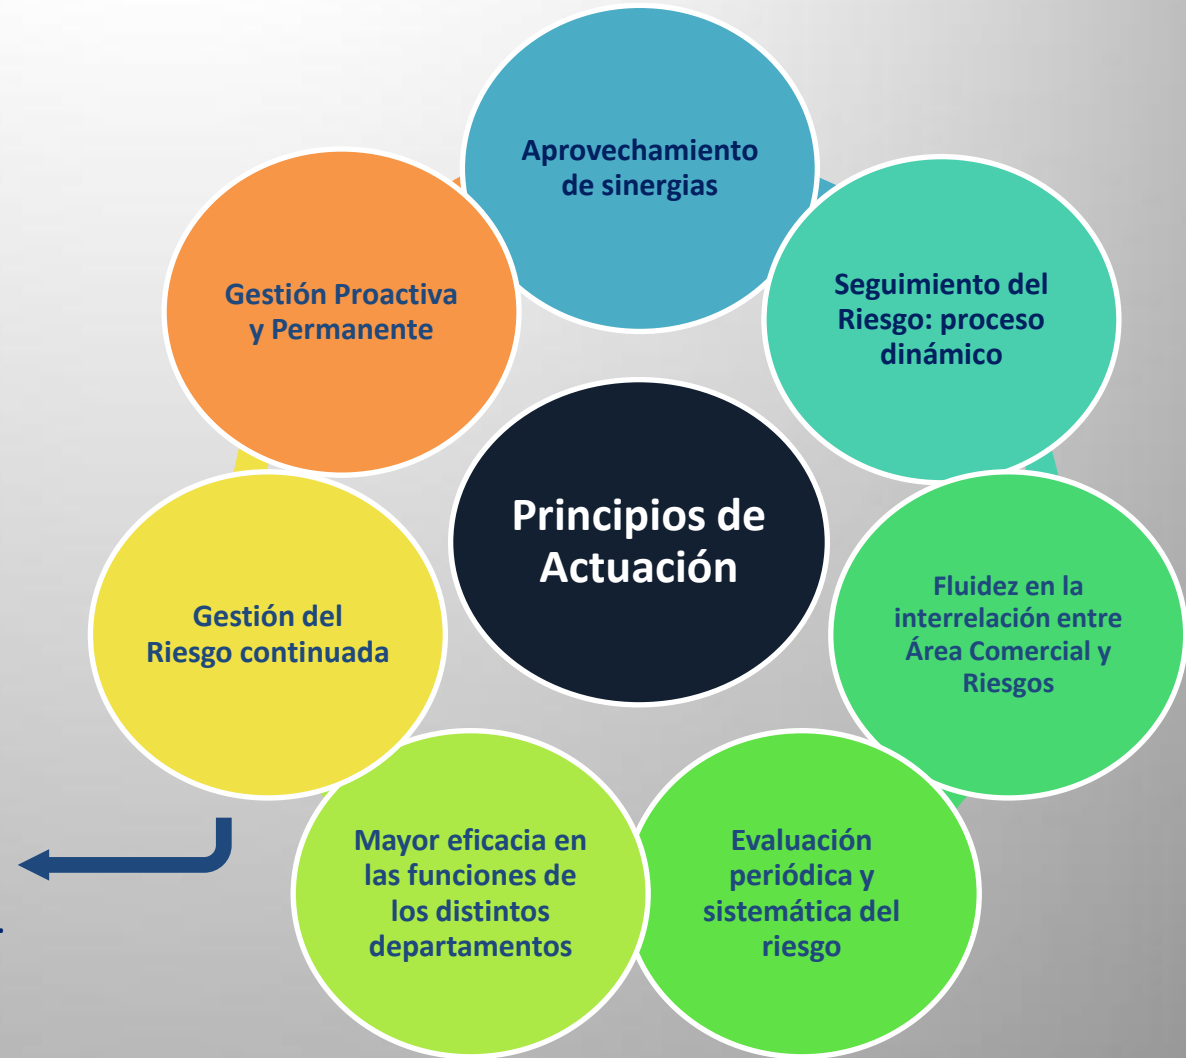 Aprovechamiento
de sinergias
Seguimiento del
Riesgo: proceso
dinámico
Fluidez en la
interrelación entre
Área Comercial y
Riesgos
Evaluación
periódica y
sistemática del
riesgo
Mayor eficacia en
las funciones de
los distintos
departamentos
Gestión del
Riesgo continuada
Gestión Proactiva
y Permanente
Principios de
Actuación